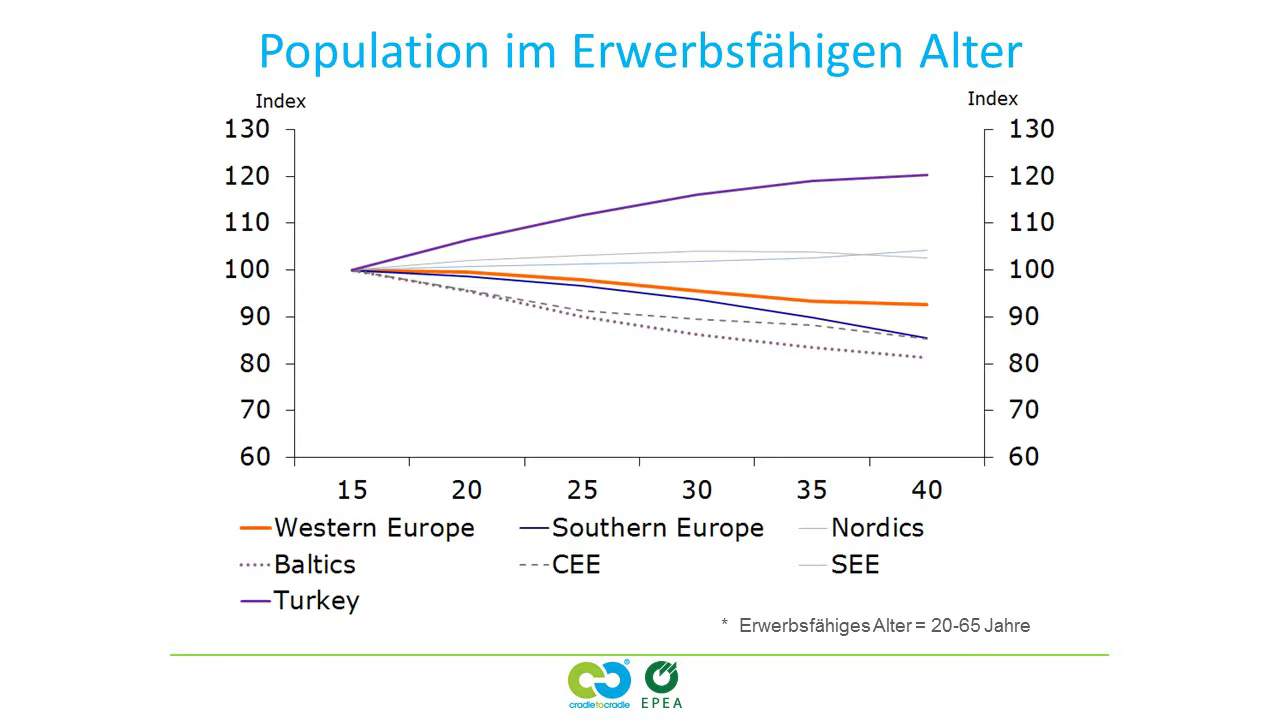 Population im Erwerbsfähigen Alter
Index Index
130 130
120 120
110 110
100 100
90 90
80 80
70 70
60 60
15 20 25 30 35 40
Western Europe Southern Europe Nordics
Baltics CEE SEE
Turkey
* Erwerbsfähiges Alter = 20-65 Jahre
®
cradletocradle EPEA